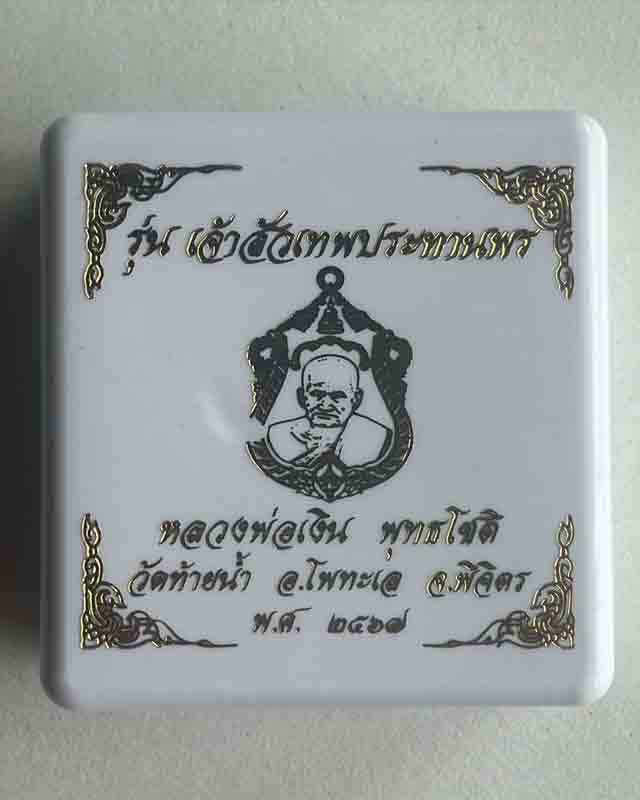 รุ่น เจ้าสัวเทพประทานพร
หลวงพ่อเงิน พุทธโชติ
วัดท้ายน้ำ อ.โพทะเล จ.พิจิตร
พ.ศ. ๒๕๖๗